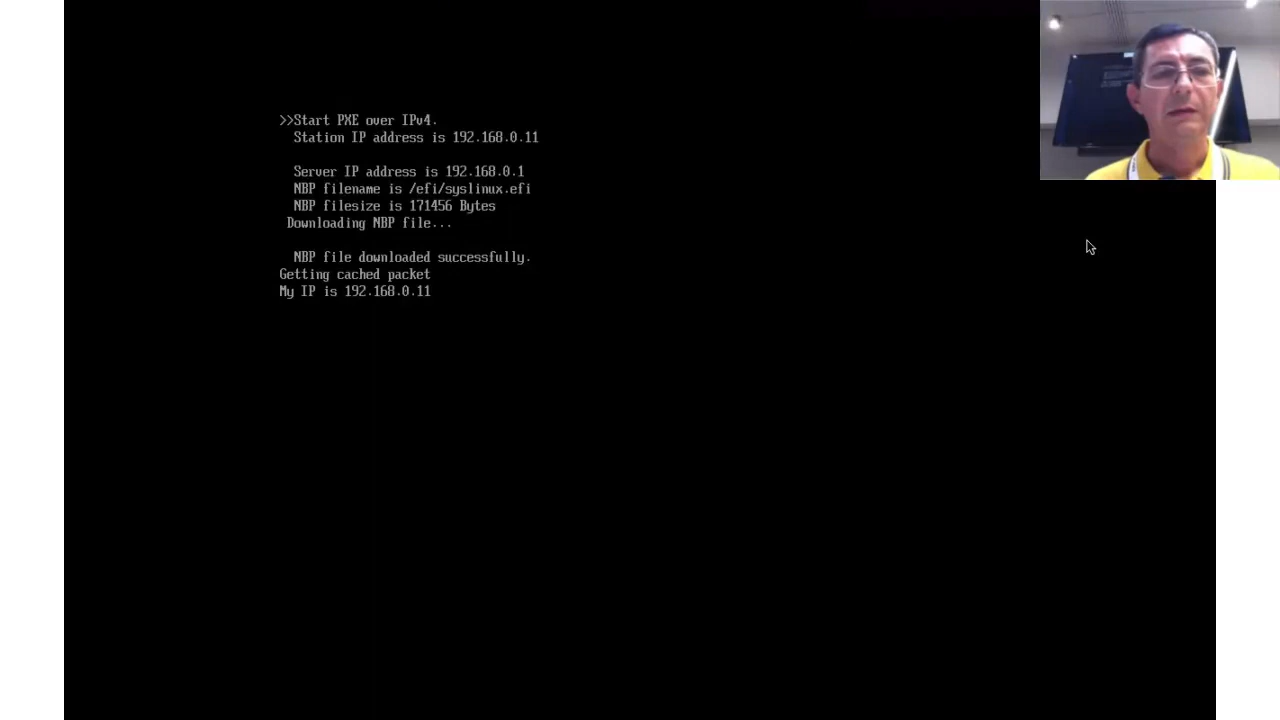 >>Start PXE over IPv4.
Station IP address is 192.168.0.11
Server IP address is 192.168.0.1
NBP filename is /efi/syslinux.efi
NBP filesize is 171456 Bytes
Downloading NBP file...
NBP file downloaded successfully.
Getting cached packet
My IP is 192.168.0.11